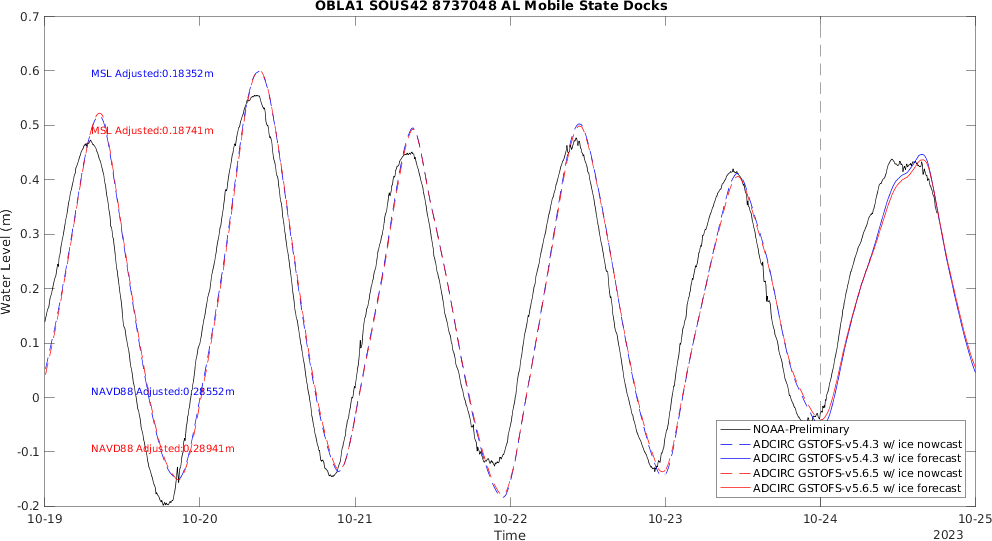 OBLA1 SOUS42 8737048 AL Mobile State Docks
0.7
0.6
0.5
0.4
0.3
0.2
0.1
0
-0.1
-0.2
Water Level (m)
MSL Adjusted:0.18352m
MSL Adjusted:0.18741m
NAVD88 Adjusted:0.28552m
NAVD88 Adjusted:0.28941m
NOAA-Preliminary
ADCIRC GSTOFS-v5.4.3 w/ ice nowcast
ADCIRC GSTOFS-v5.4.3 w/ ice forecast
ADCIRC GSTOFS-v5.6.5 w/ ice nowcast
ADCIRC GSTOFS-v5.6.5 w/ ice forecast
10-19 10-20 10-21 10-22 10-23 10-24 10-25
Time
2023